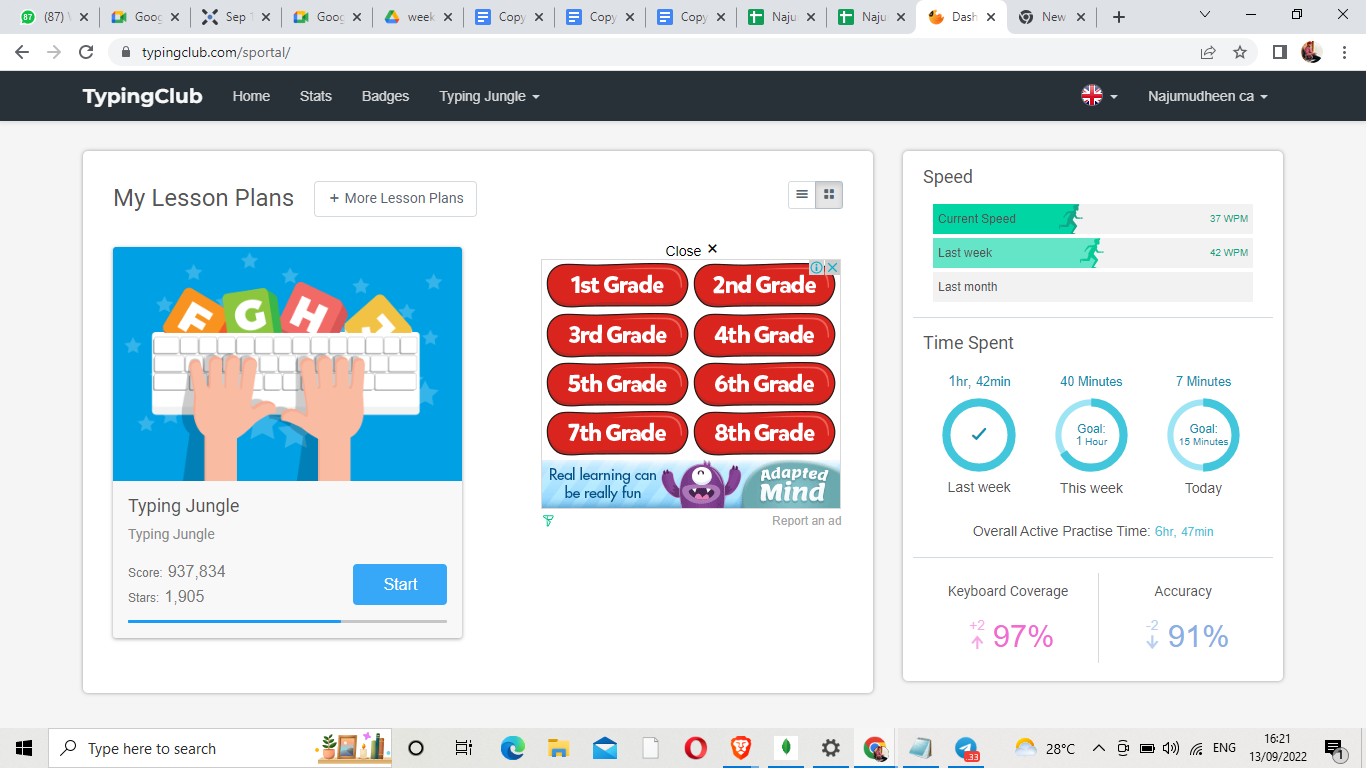 (87) W
Goog
Sep 1
Goog
week
Copy
Copy
Copy
Naju
Naju
Dash
New
typingclub.com/sportal/
TypingClub Home Stats Badges Typing Jungle Najumudheen ca
My Lesson Plans + More Lesson Plans
F G H J
Typing Jungle
Typing Jungle
Score: 937,834
Stars: 1,905
Start
Close ✕
1st Grade 2nd Grade
3rd Grade 4th Grade
5th Grade 6th Grade
7th Grade 8th Grade
Real learning can
be really fun
Adapted
Mind
Report an ad
Speed
Current Speed 37 WPM
Last week 42 WPM
Last month
Time Spent
1hr, 42min 40 Minutes 7 Minutes
Goal:
1 Hour
Goal:
15 Minutes
Last week This week Today
Overall Active Practise Time: 6hr, 47min
Keyboard Coverage Accuracy
+2 97% -2 91%
Type here to search
33
28°C
ENG
16:21
13/09/2022
1